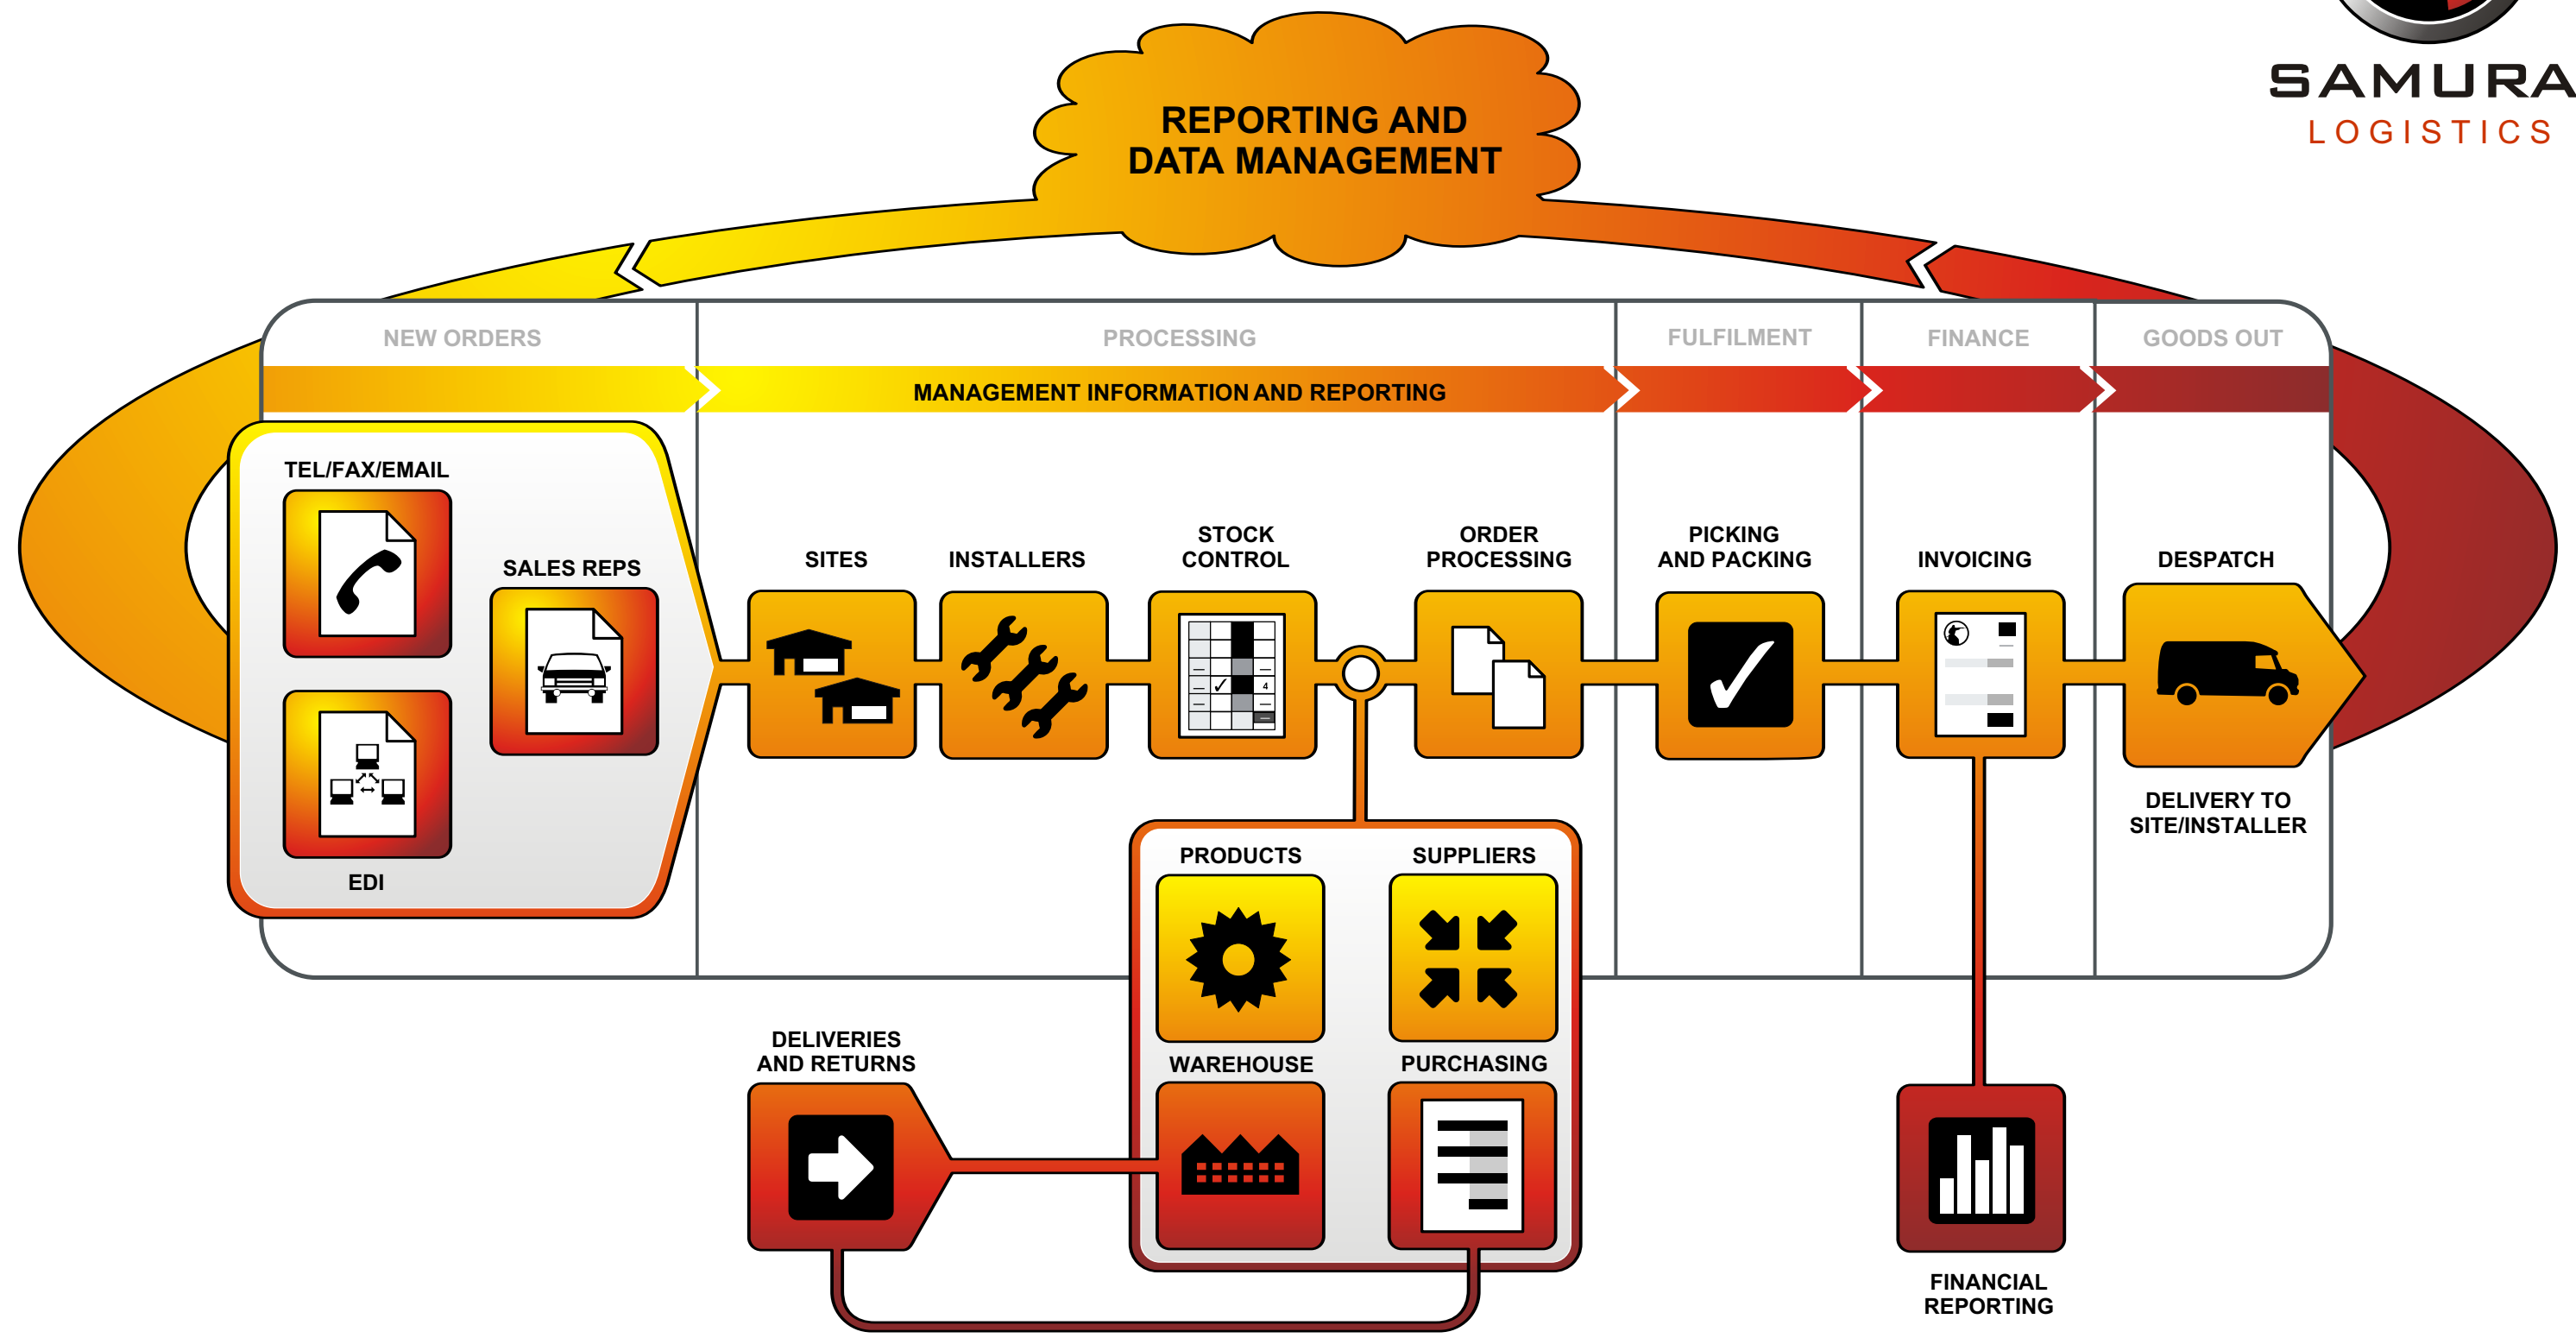 REPORTING AND
DATA MANAGEMENT
SAMURA
LOGISTICS
NEW ORDERS
PROCESSING
FULFILMENT
FINANCE
GOODS OUT
MANAGEMENT INFORMATION AND REPORTING
TEL/FAX/EMAIL
SALES REPS
EDI
SITES
INSTALLERS
STOCK
CONTROL
4
ORDER
PROCESSING
PICKING
AND PACKING
INVOICING
DESPATCH
DELIVERY TO
SITE/INSTALLER
PRODUCTS
SUPPLIERS
WAREHOUSE
PURCHASING
DELIVERIES
AND RETURNS
FINANCIAL
REPORTING